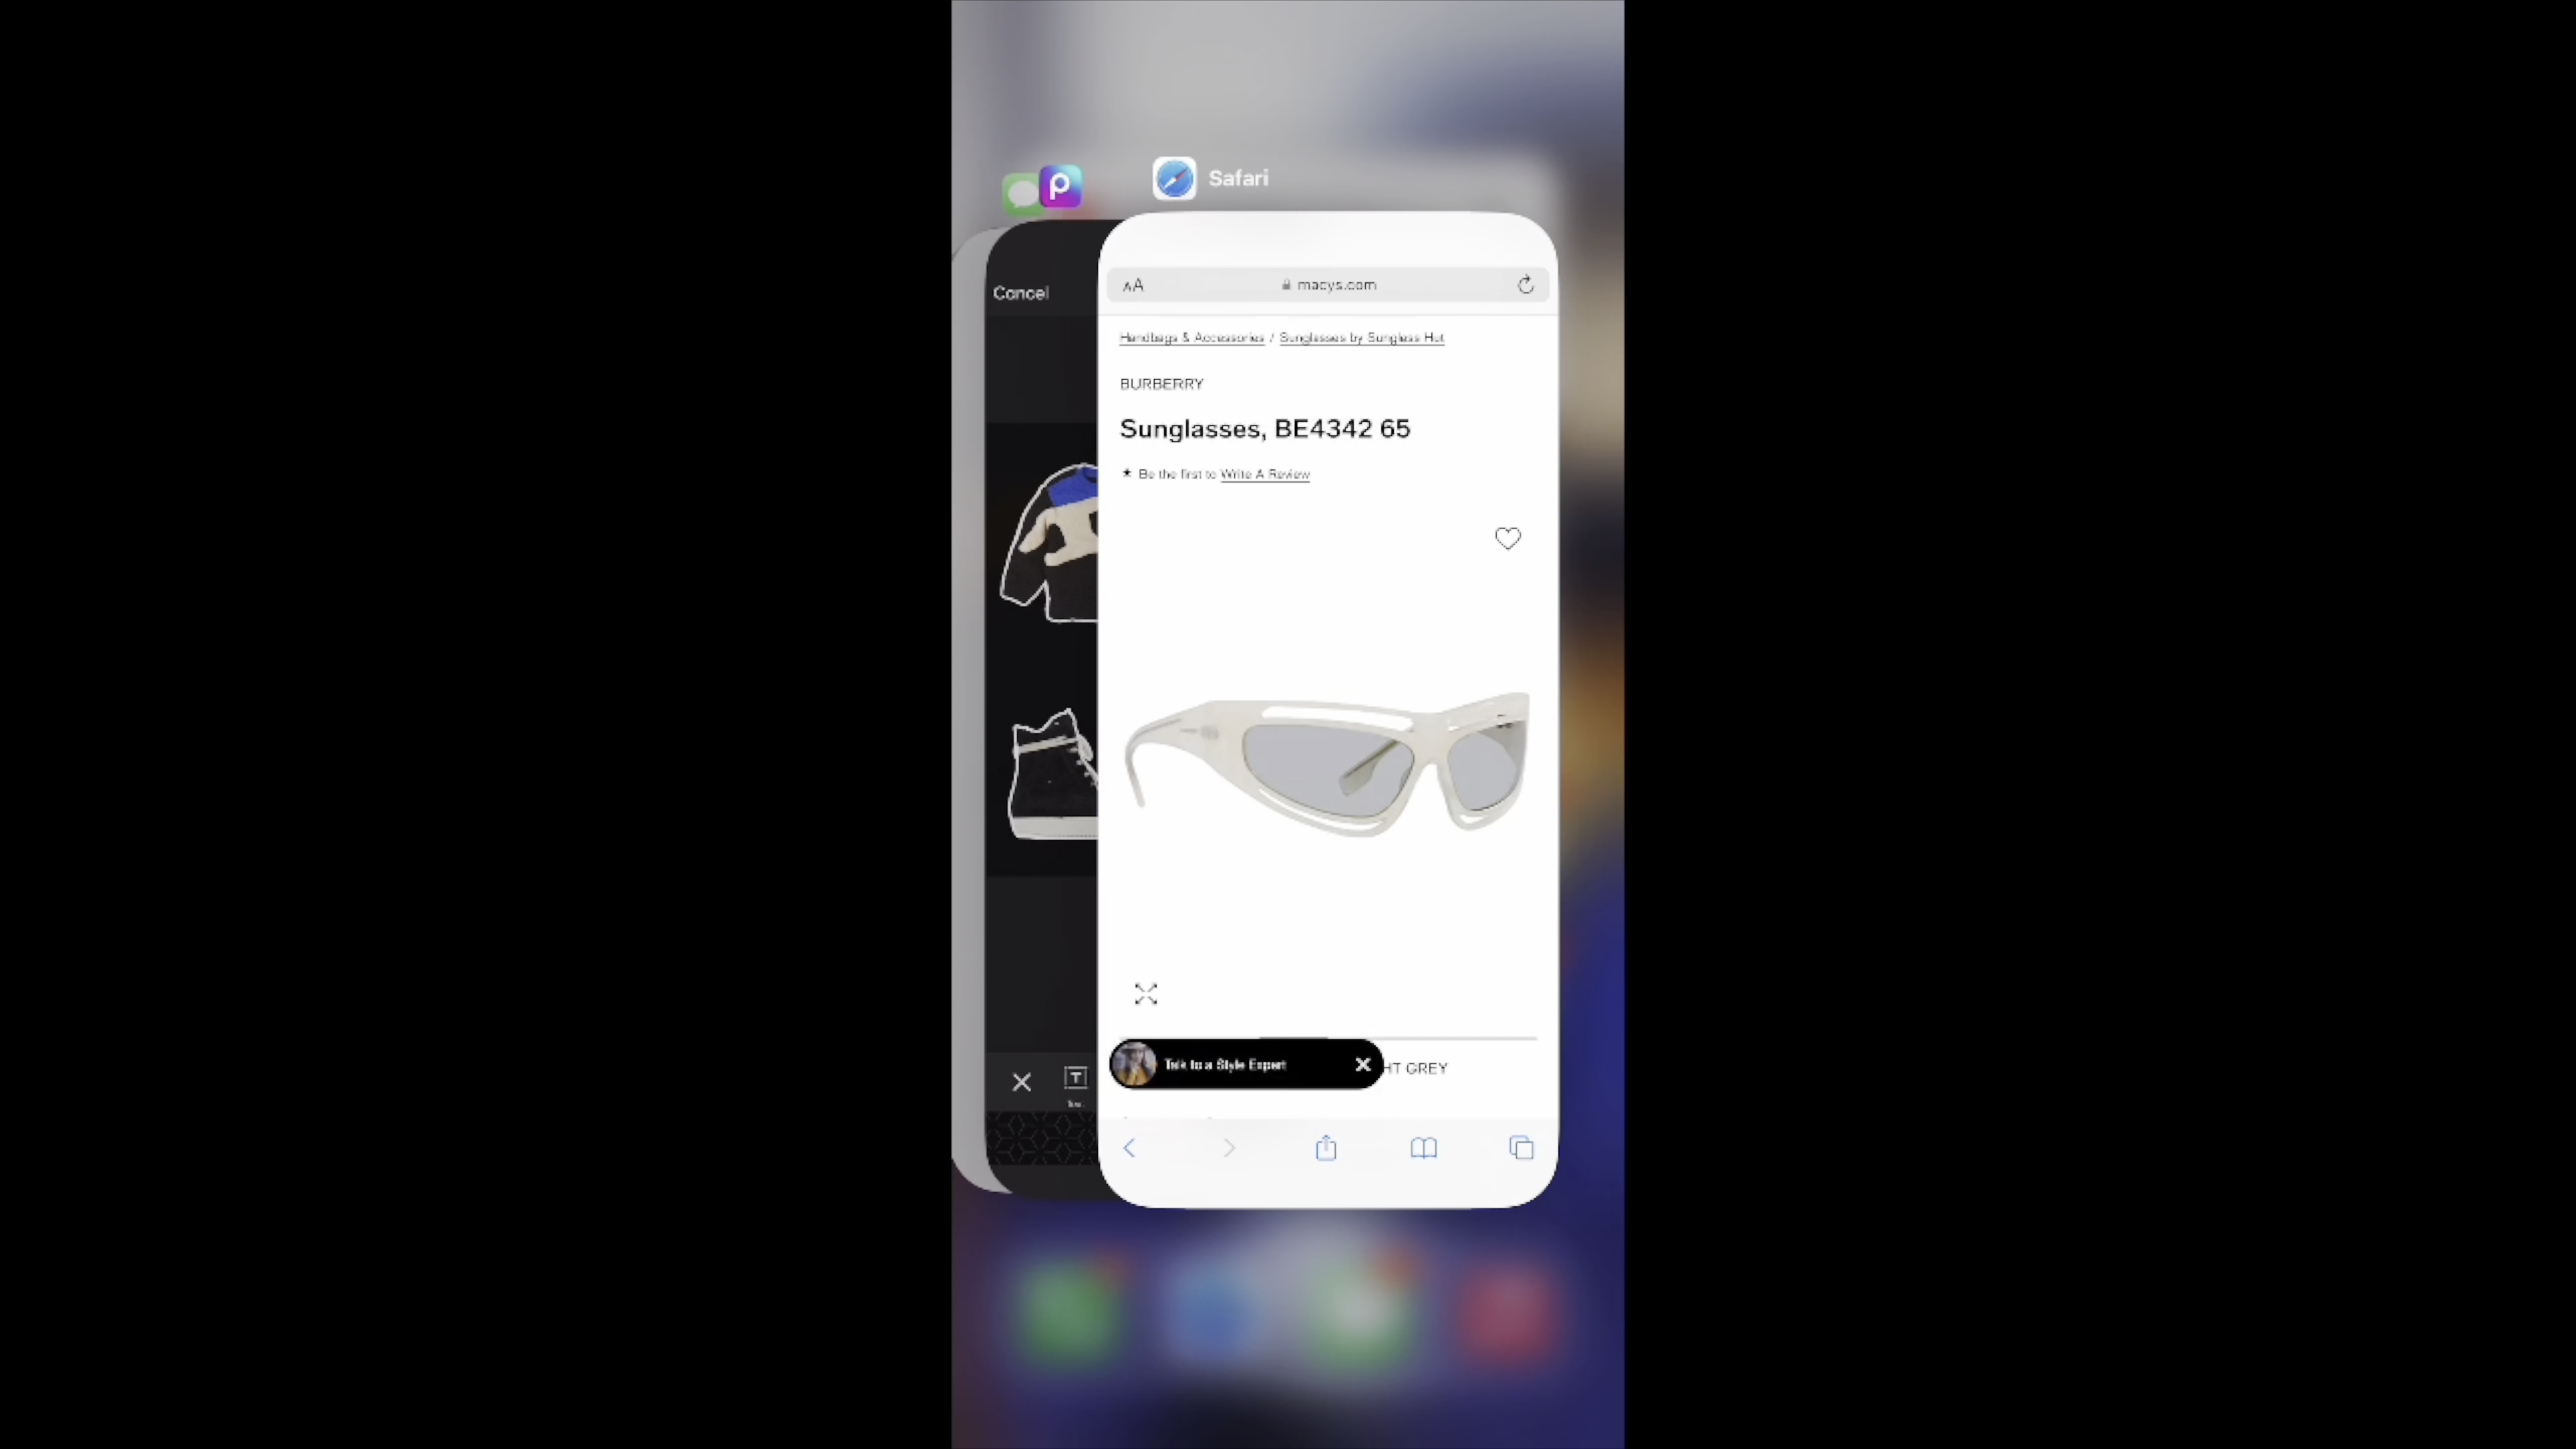 Safari
Cancel
AA
macys.com
Handbags & Accessories / Sunglasses by Sunglass Hut
BURBERRY
Sunglasses, BE4342 65
Be the first to Write A Review
Talk to a Style Expert
HT GREY